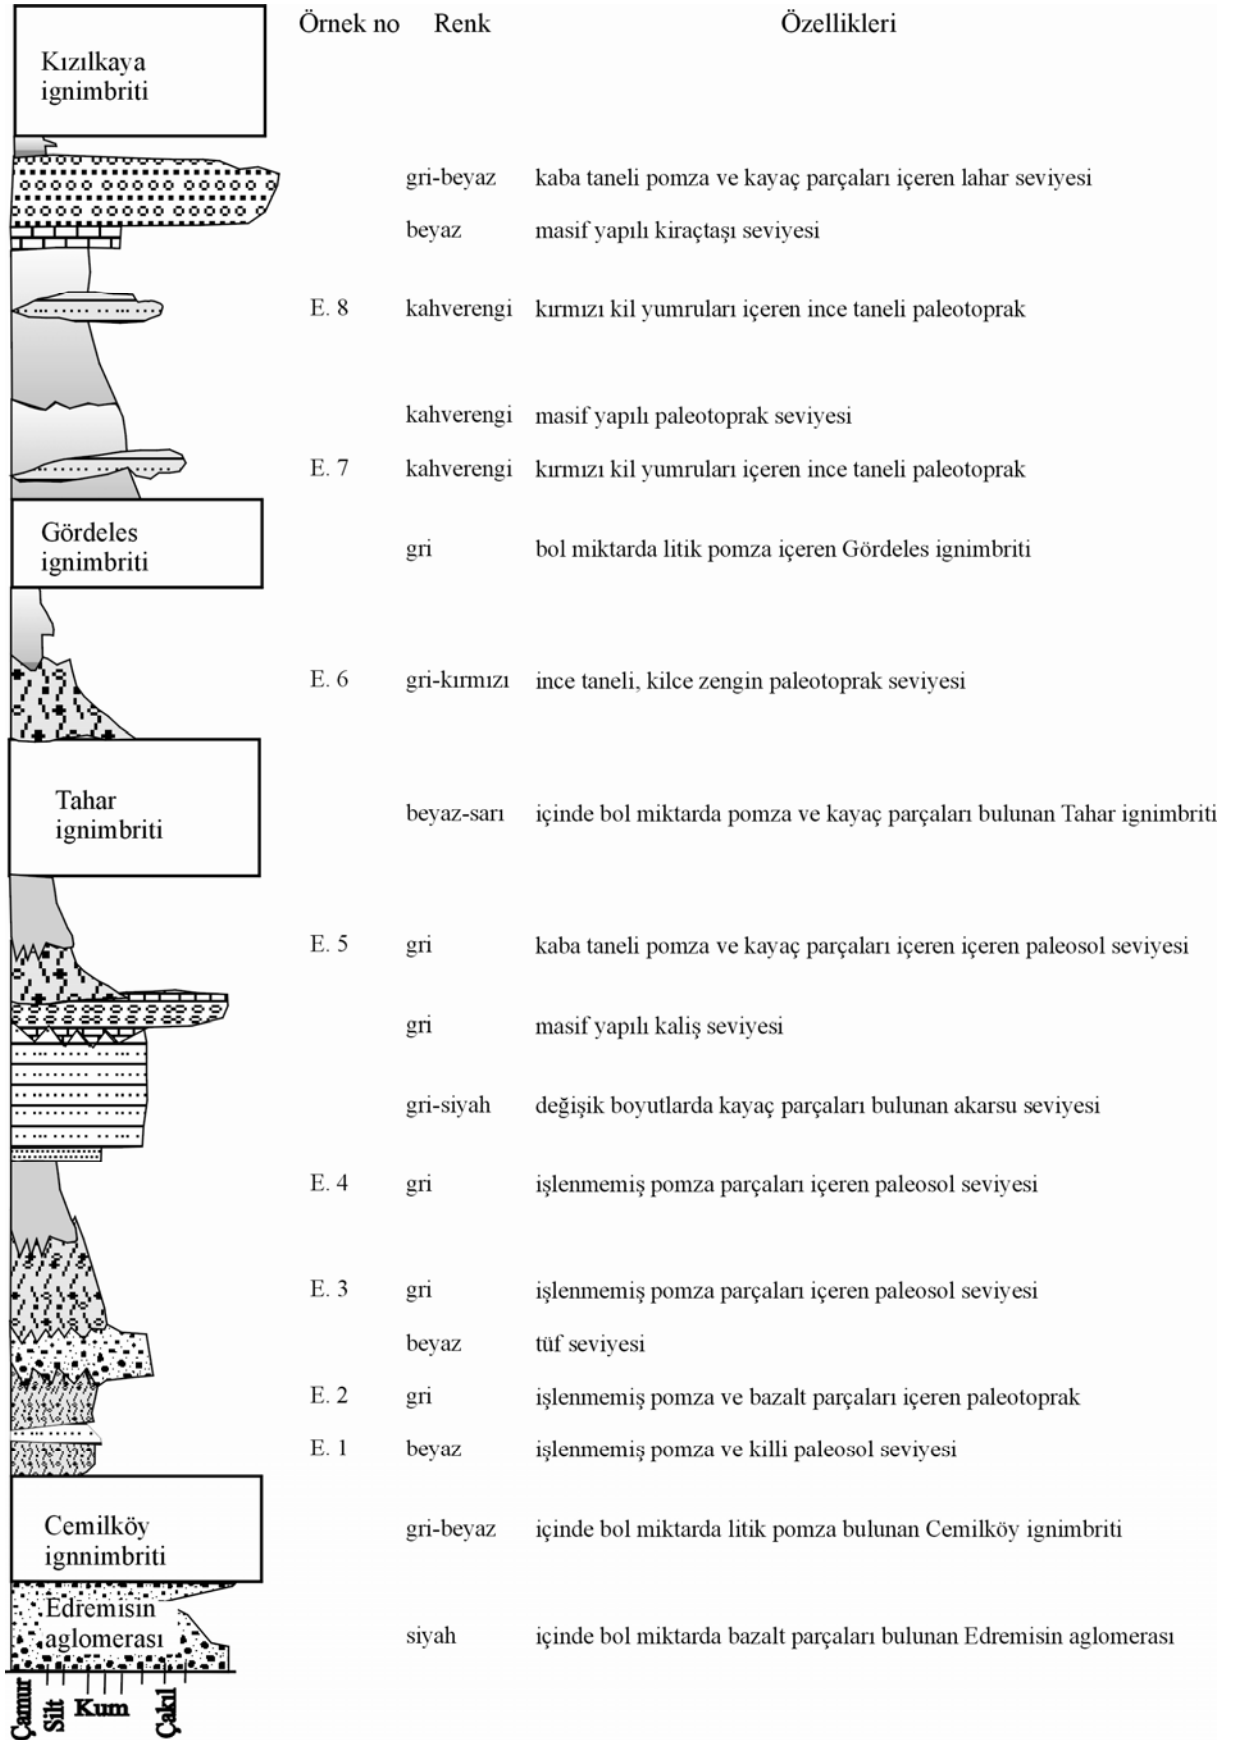 Örnek no Renk Özellikleri
Kızılkaya
ignimbriti
gri-beyaz kaba taneli pomza ve kayaç parçaları içeren lahar seviyesi
beyaz masif yapılı kiraçtaşı seviyesi
E. 8 kahverengi kırmızı kil yumruları içeren ince taneli paleotoprak
kahverengi masif yapılı paleotoprak seviyesi
E. 7 kahverengi kırmızı kil yumruları içeren ince taneli paleotoprak
Gördeles
ignimbriti
gri bol miktarda litik pomza içeren Gördeles ignimbriti
E. 6 gri-kırmızı ince taneli, kilce zengin paleotoprak seviyesi
Tahar
ignimbriti
beyaz-sarı içinde bol miktarda pomza ve kayaç parçaları bulunan Tahar ignimbriti
E. 5 gri kaba taneli pomza ve kayaç parçaları içeren içeren paleosol seviyesi
gri masif yapılı kaliş seviyesi
gri-siyah değişik boyutlarda kayaç parçaları bulunan akarsu seviyesi
E. 4 gri işlenmemiş pomza parçaları içeren paleosol seviyesi
E. 3 gri işlenmemiş pomza parçaları içeren paleosol seviyesi
beyaz tüf seviyesi
E. 2 gri işlenmemiş pomza ve bazalt parçaları içeren paleotoprak
E. 1 beyaz işlenmemiş pomza ve killi paleosol seviyesi
Cemilköy
ignnimbriti
gri-beyaz içinde bol miktarda litik pomza bulunan Cemilköy ignimbriti
Edremisin
aglomerası
siyah içinde bol miktarda bazalt parçaları bulunan Edremisin aglomerası
Çamur Silt Kum Çakıl